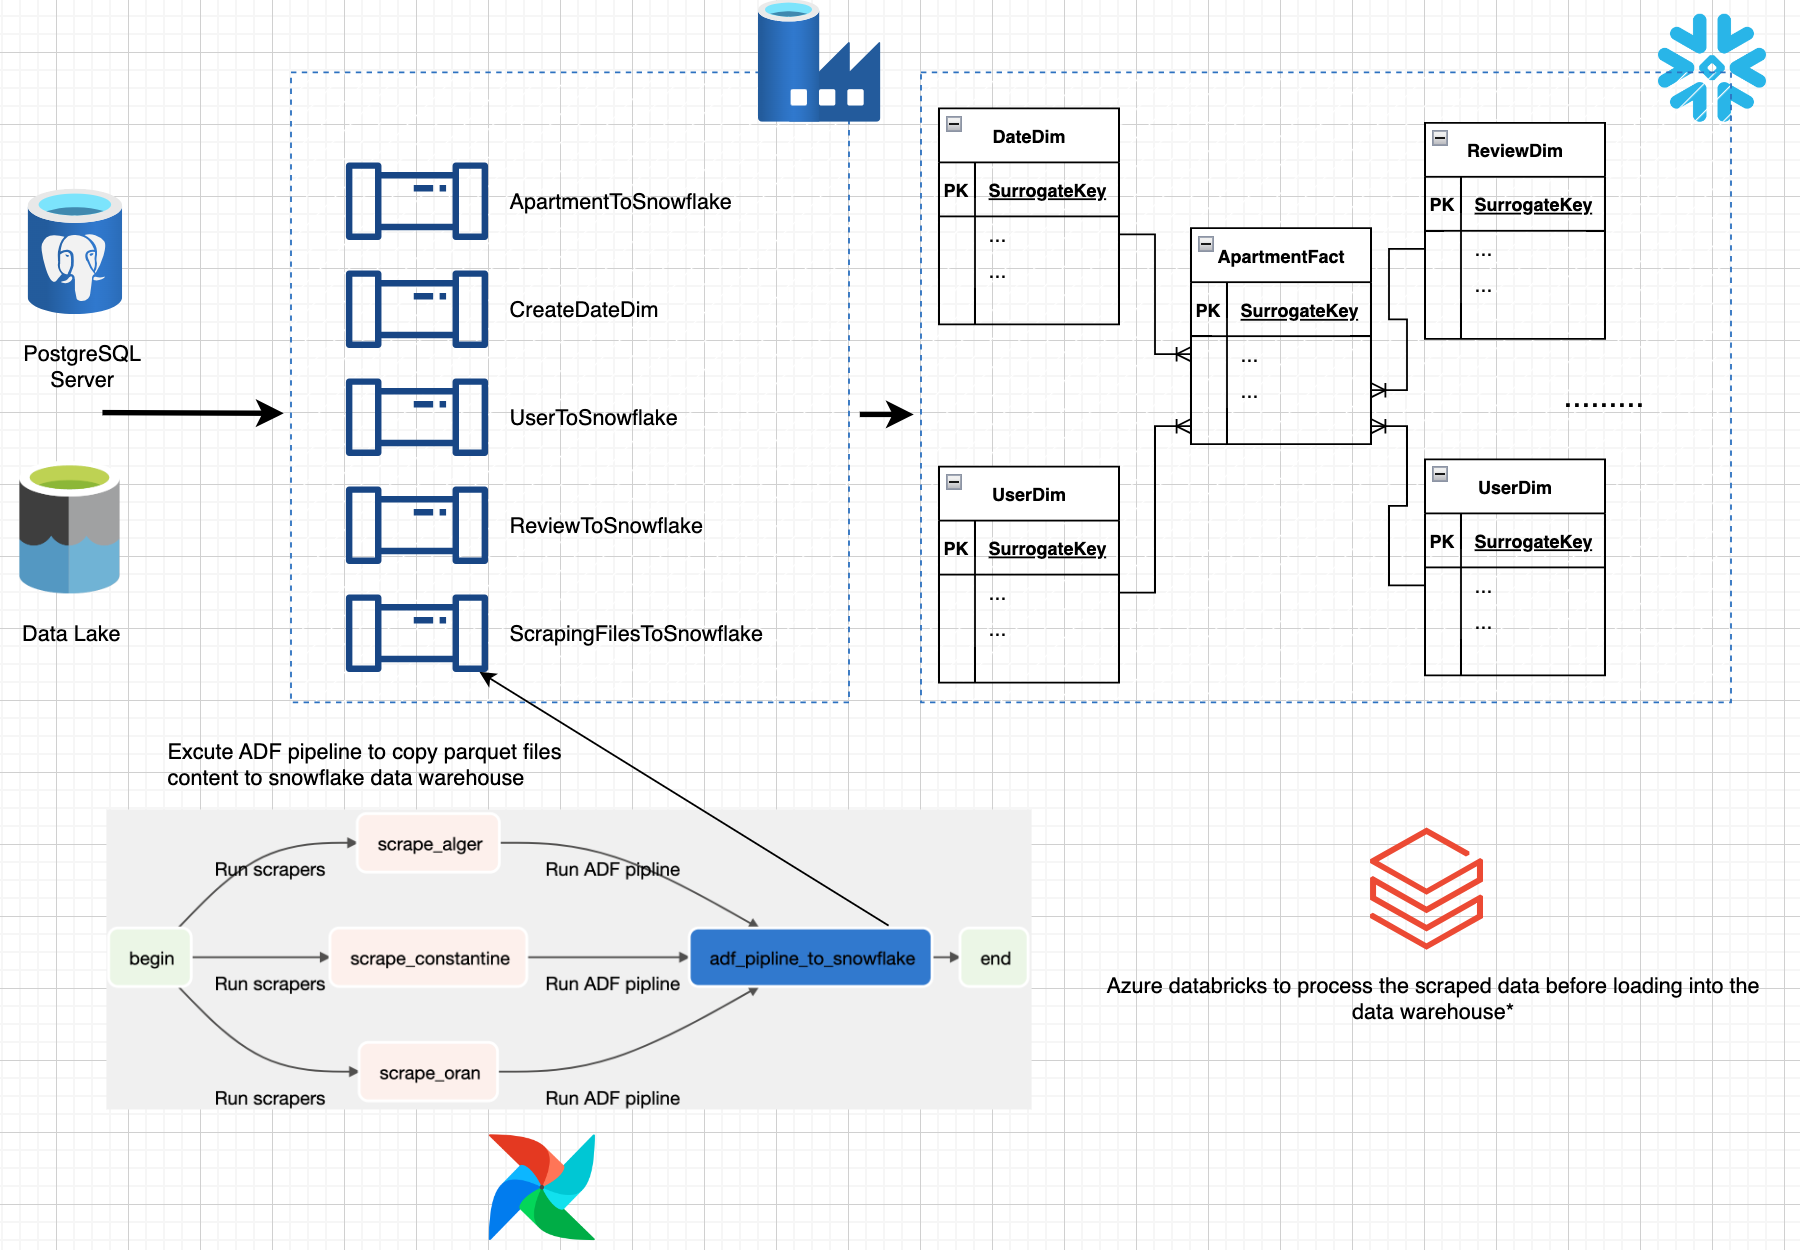 PostgreSQL
Server
Data Lake
ApartmentToSnowflake
CreateDateDim
UserToSnowflake
ReviewToSnowflake
ScrapingFilesToSnowflake
DateDim
PK SurrogateKey
...
...
UserDim
PK SurrogateKey
...
...
ApartmentFact
PK SurrogateKey
...
...
ReviewDim
PK SurrogateKey
...
...
.........
UserDim
PK SurrogateKey
...
...
Excute ADF pipeline to copy parquet files
content to snowflake data warehouse
scrape_alger
Run scrapers
Run ADF pipline
begin
scrape_constantine
adf_pipline_to_snowflake
end
Run scrapers
Run ADF pipline
scrape_oran
Run scrapers
Run ADF pipline
Azure databricks to process the scraped data before loading into the
data warehouse*